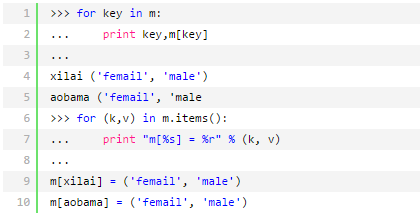 1 >>> for key in m:
2 ...     print key,m[key]
3 ...
4 xilai ('femail', 'male')
5 aobama ('femail', 'male
6 >>> for (k,v) in m.items():
7 ...     print "m[%s] = %r" % (k, v)
8 ...
9 m[xilai] = ('femail', 'male')
10 m[aobama] = ('femail', 'male')